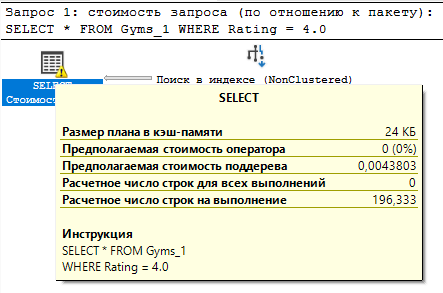 Запрос 1: стоимость запроса (по отношению к пакету):
SELECT * FROM Gyms_1 WHERE Rating = 4.0
Поиск в индексе (NonClustered)
SELECT
Стоимость
SELECT
Размер плана в кэш-памяти 24 КБ
Предполагаемая стоимость оператора 0 (0%)
Предполагаемая стоимость поддерева 0,0043803
Расчетное число строк для всех выполнений 0
Расчетное число строк на выполнение 196,333
Инструкция
SELECT * FROM Gyms_1
WHERE Rating = 4.0